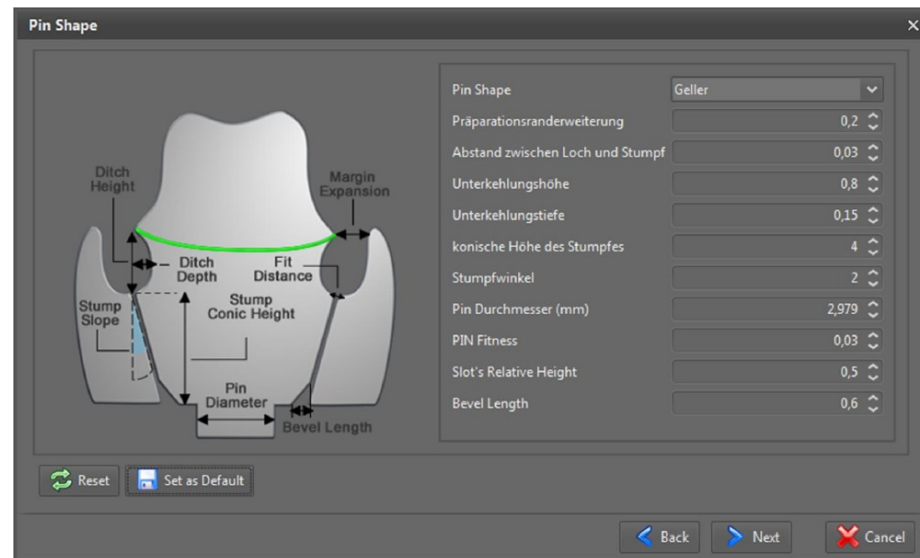 Pin Shape
Ditch
Height
Margin
Expansion
Ditch
Depth
Fit
Distance
Stump
Slope
Stump
Conic Height
Pin
Diameter
Bevel Length
Pin Shape Geller
Präparationsranderweiterung 0,2
Abstand zwischen Loch und Stumpf 0,03
Unterkehlungshöhe 0,8
Unterkehlungstiefe 0,15
konische Höhe des Stumpfes 4
Stumpfwinkel 2
Pin Durchmesser (mm) 2,979
PIN Fitness 0,03
Slot's Relative Height 0,5
Bevel Length 0,6
Reset Set as Default
Back Next Cancel